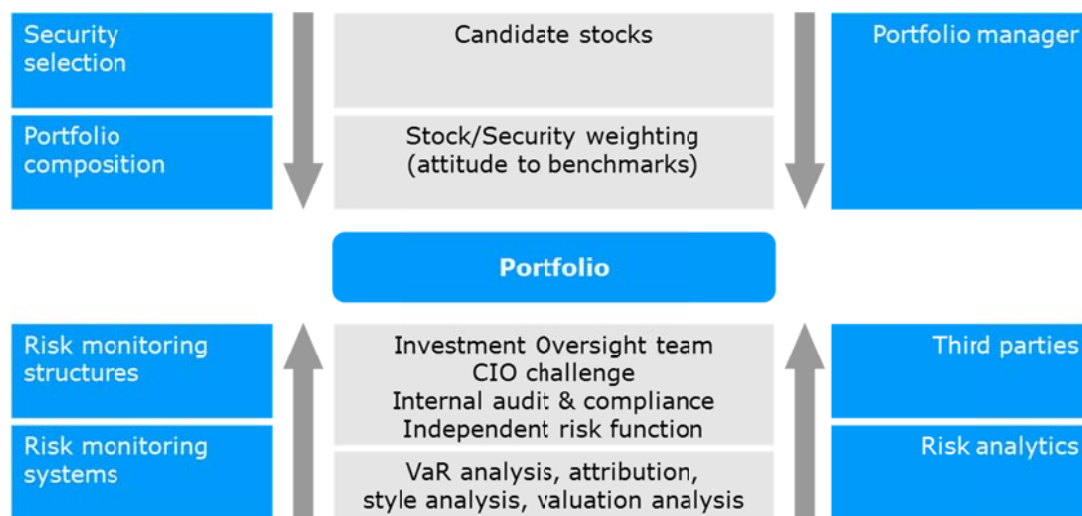 Security
selection
Candidate stocks
Portfolio manager
Portfolio
composition
Stock/Security weighting
(attitude to benchmarks)
Portfolio
Risk monitoring
structures
Investment Oversight team
CIO challenge
Internal audit & compliance
Independent risk function
Third parties
Risk monitoring
systems
VaR analysis, attribution,
style analysis, valuation analysis
Risk analytics